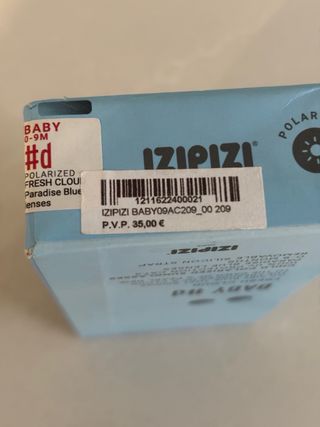 BABY
0-9M
#d
POLARIZED
FRESH CLOU
Paradise Blue
lenses
IZIPIZI®
POLAR
1211622400021
IZIPIZI BABY09AC209_00 209
P.V.P. 35,00 €
IZIPIZI
BABY #d